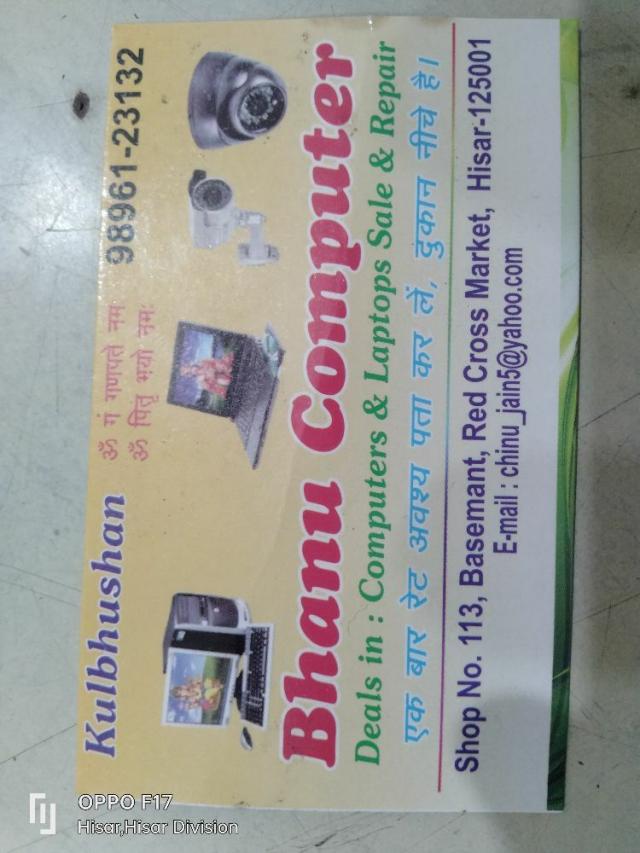 Kulbhushan
ॐ गं गणपते नम
ॐ पितृ भयो नमः
98961-23132
Bhanu Computer
Deals in : Computers & Laptops Sale & Repair
एक बार रेट अवश्य पता कर लें, दुकान नीचे है।
Shop No. 113, Basemant, Red Cross Market, Hisar-125001
E-mail : chinu_jain5@yahoo.com
OPPO F17
Hisar,Hisar Division